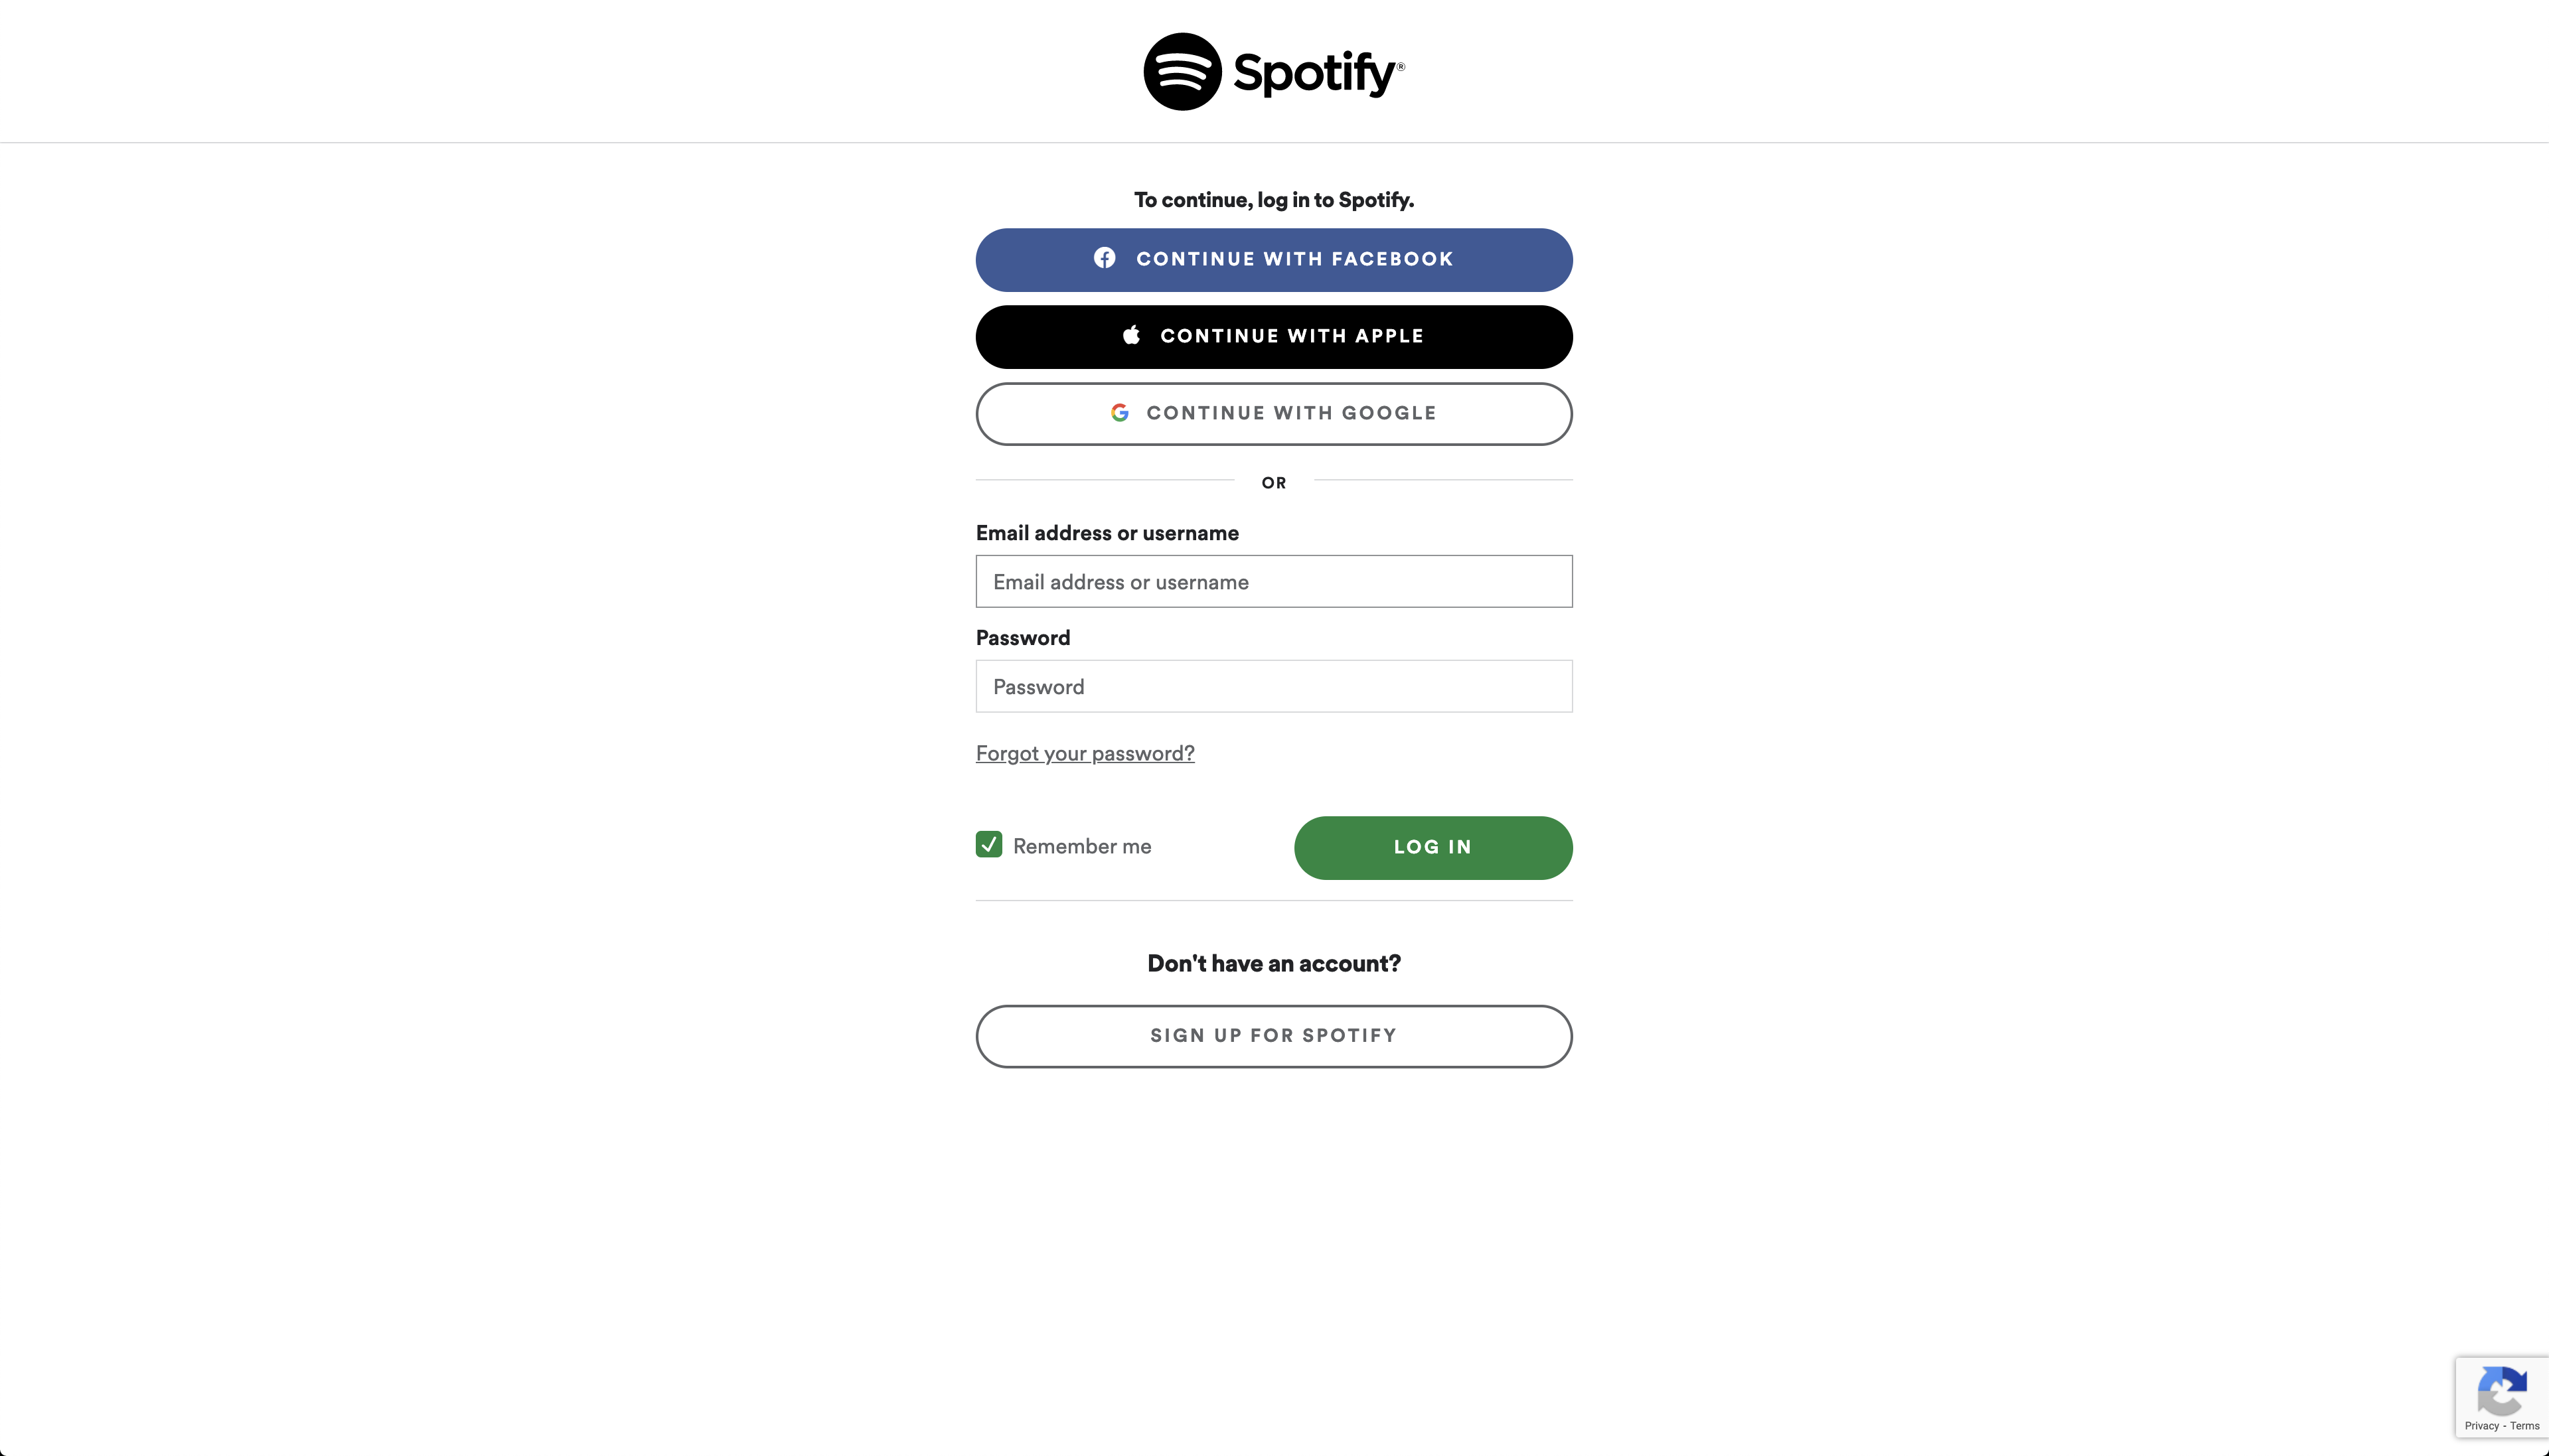 Spotify®
To continue, log in to Spotify.
CONTINUE WITH FACEBOOK
CONTINUE WITH APPLE
CONTINUE WITH GOOGLE
OR
Email address or username
Email address or username
Password
Password
Forgot your password?
Remember me
LOG IN
Don't have an account?
SIGN UP FOR SPOTIFY
Privacy - Terms